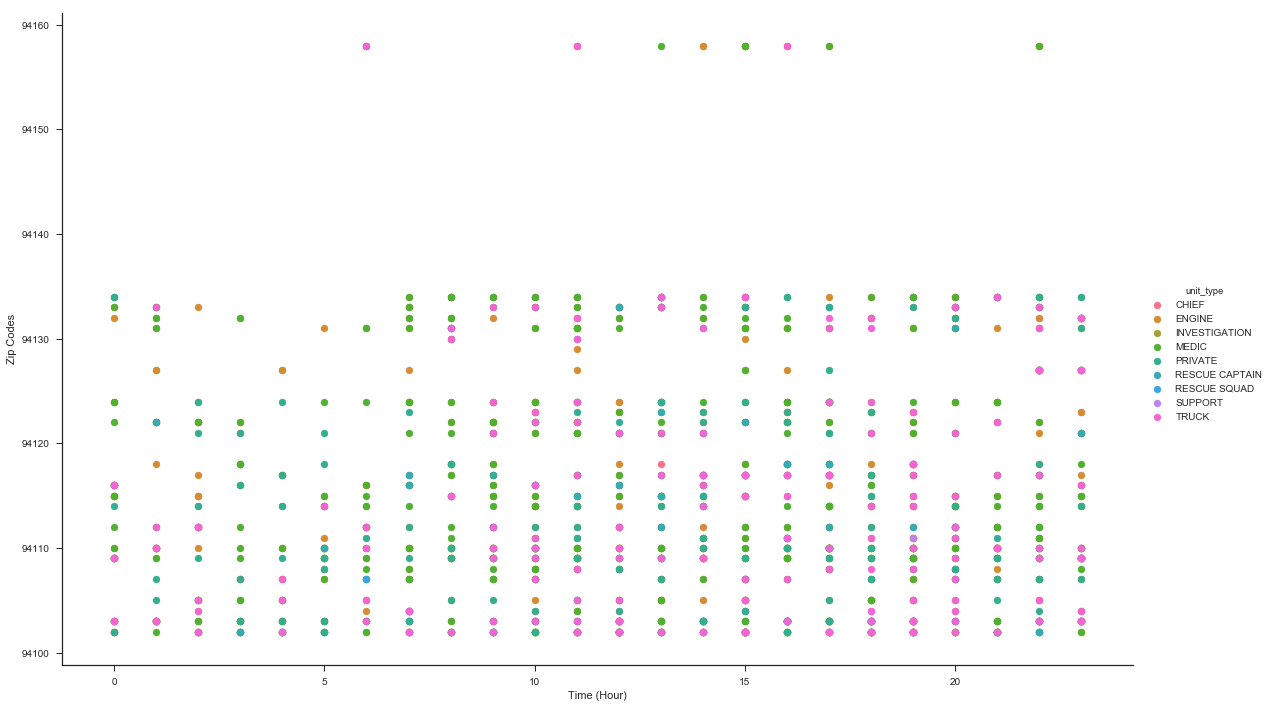 94160
94150
94140
94130
94120
94110
94100
Zip Codes
0
5
10
15
20
Time (Hour)
unit_type
CHIEF
ENGINE
INVESTIGATION
MEDIC
PRIVATE
RESCUE CAPTAIN
RESCUE SQUAD
SUPPORT
TRUCK